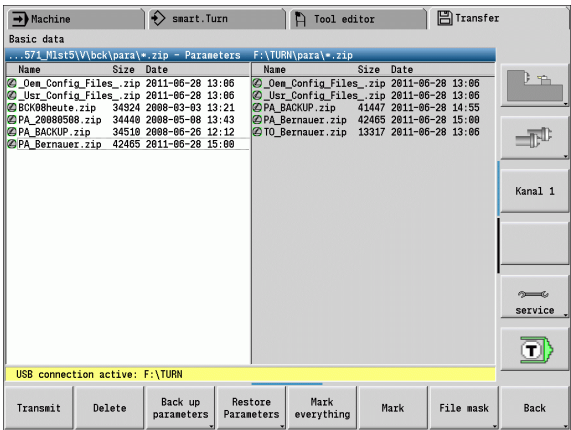 Machine
smart.Turn
Tool editor
Transfer
Basic data
...571_Mlst5\V\bck\para\*.zip - Parameters F:\TURN\para\*.zip
Name Size Date
_Oem_Config_Files_.zip 2011-06-28 13:06
_Usr_Config_Files_.zip 2011-06-28 13:06
BCK08heute.zip 34924 2008-03-03 13:21
PA_20080508.zip 34440 2008-05-08 13:43
PA_BACKUP.zip 34510 2008-06-26 12:12
PA_Bernauer.zip 42465 2011-06-28 15:00
Name Size Date
_Oem_Config_Files_.zip 2011-06-28 13:06
_Usr_Config_Files_.zip 2011-06-28 13:06
PA_BACKUP.zip 41447 2011-06-28 14:55
PA_Bernauer.zip 42465 2011-06-28 15:00
TO_Bernauer.zip 13317 2011-06-28 13:06
Kanal 1
service
T
USB connection active: F:\TURN
Transmit
Delete
Back up
parameters
Restore
Parameters
Mark
everything
Mark
File mask
Back